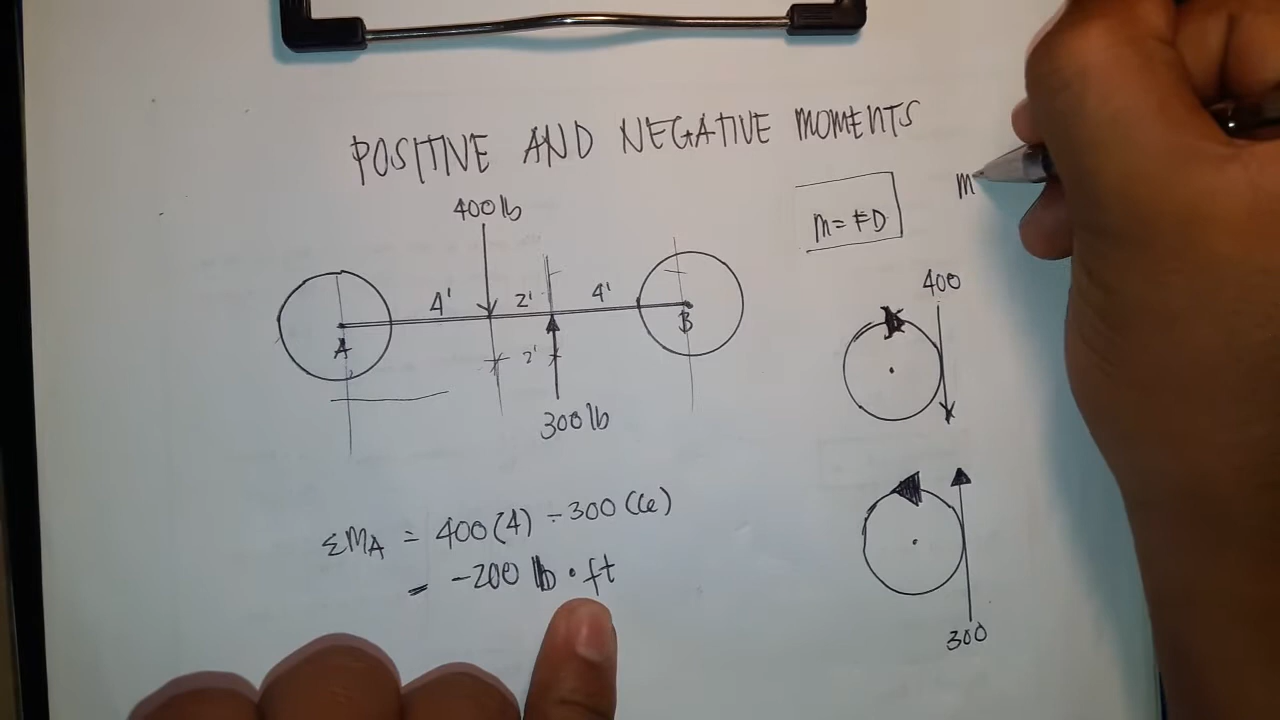 POSITIVE AND NEGATIVE MOMENTS
400 lb
M = FD
M
4'
2'
4'
A
B
2'
300 lb
400
ΣMA = 400(4) - 300(6)
= -200 lb · ft
300